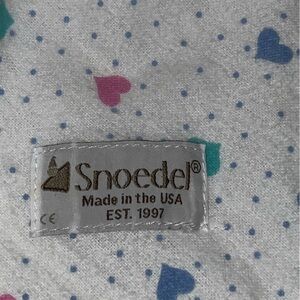 Snoedel®
Made in the USA
EST. 1997
CE